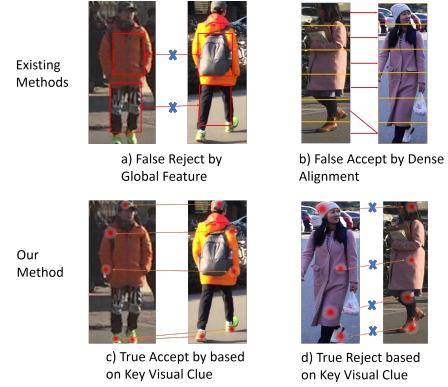 Existing
Methods
a) False Reject by
Global Feature
b) False Accept by Dense
Alignment
Our
Method
c) True Accept by based
on Key Visual Clue
d) True Reject based
on Key Visual Clue